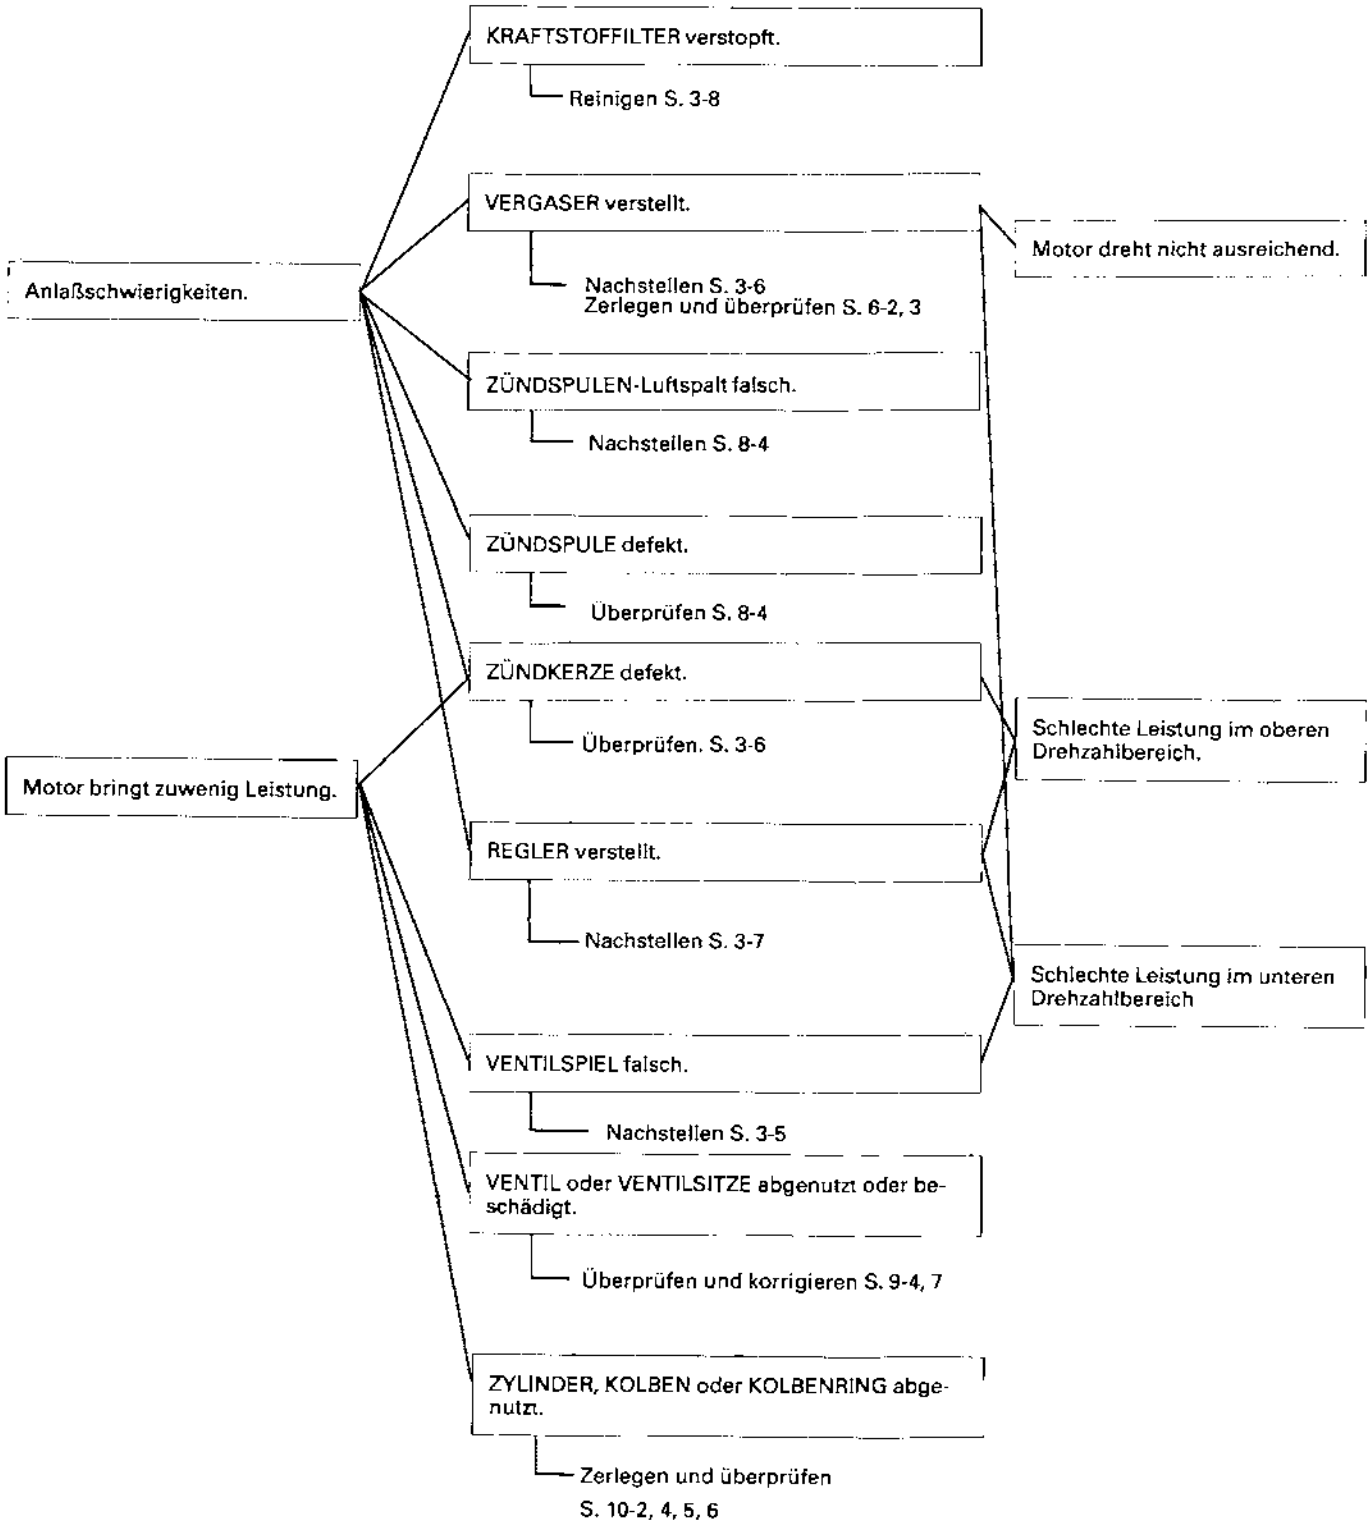 KRAFTSTOFFILTER verstopft.
Reinigen S. 3-8
VERGASER verstellt.
Motor dreht nicht ausreichend.
Anlaßschwierigkeiten.
Nachstellen S. 3-6
Zerlegen und überprüfen S. 6-2, 3
ZÜNDSPULEN-Luftspalt falsch.
Nachstellen S. 8-4
ZÜNDSPULE defekt.
Überprüfen S. 8-4
ZÜNDKERZE defekt.
Überprüfen. S. 3-6
Schlechte Leistung im oberen
Drehzahlbereich.
Motor bringt zuwenig Leistung.
REGLER verstellt.
Nachstellen S. 3-7
Schlechte Leistung im unteren
Drehzahlbereich
VENTILSPIEL falsch.
Nachstellen S. 3-5
VENTIL oder VENTILSITZE abgenutzt oder be-
schädigt.
Überprüfen und korrigieren S. 9-4, 7
ZYLINDER, KOLBEN oder KOLBENRING abge-
nutzt.
Zerlegen und überprüfen
S. 10-2, 4, 5, 6